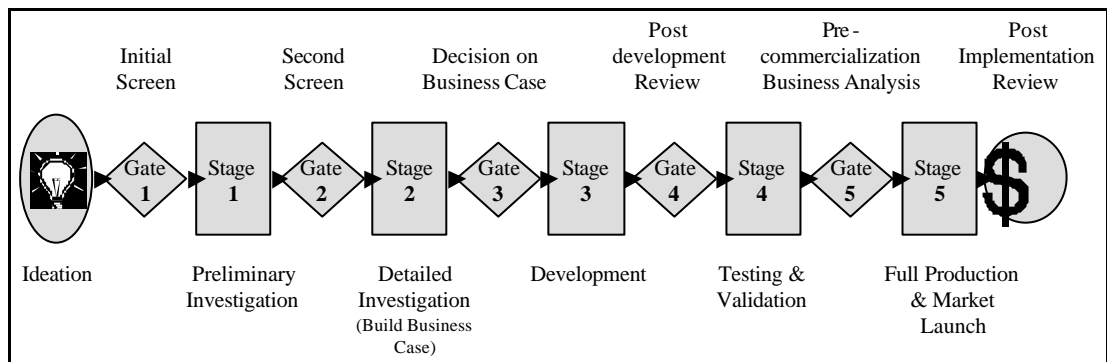 Initial
Screen
Second
Screen
Decision on
Business Case
Post
development
Review
Pre-
commercialization
Business Analysis
Post
Implementation
Review
Gate
1
Stage
1
Gate
2
Stage
2
Gate
3
Stage
3
Gate
4
Stage
4
Gate
5
Stage
5
$
Ideation
Preliminary
Investigation
Detailed
Investigation
(Build Business
Case)
Development
Testing &
Validation
Full Production
& Market
Launch